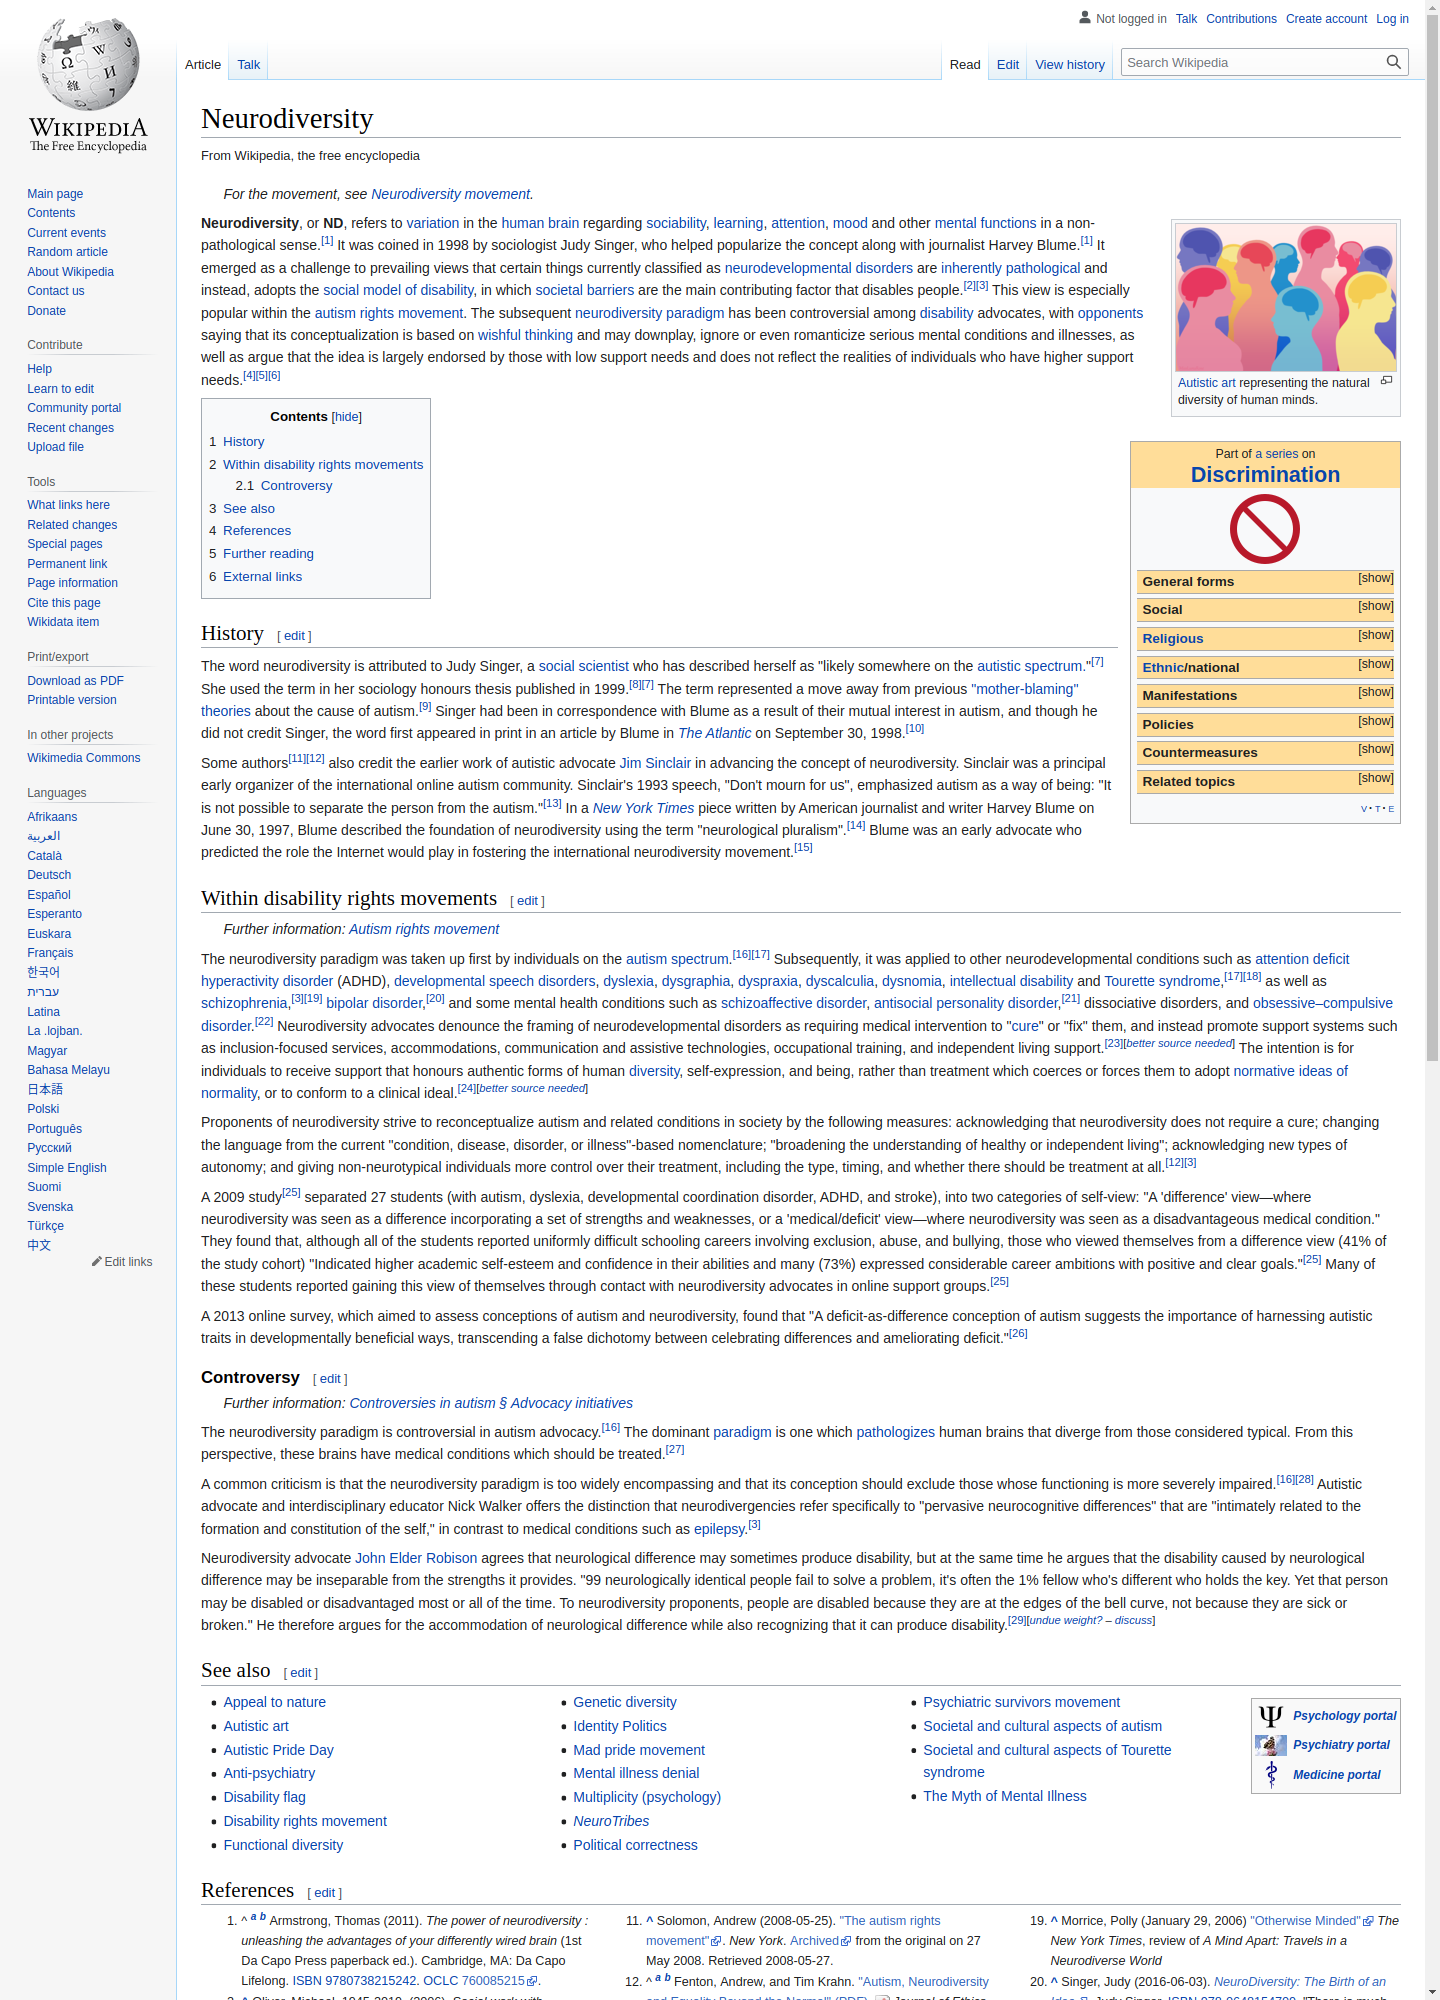 Not logged in Talk Contributions Create account Log in
Article Talk Read Edit View history Search Wikipedia
WIKIPEDIA
The Free Encyclopedia
Main page
Contents
Current events
Random article
About Wikipedia
Contact us
Donate
Contribute
Help
Learn to edit
Community portal
Recent changes
Upload file
Tools
What links here
Related changes
Special pages
Permanent link
Page information
Cite this page
Wikidata item
Print/export
Download as PDF
Printable version
In other projects
Wikimedia Commons
Languages
Afrikaans
العربية
Català
Deutsch
Español
Esperanto
Euskara
Français
한국어
עברית
Latina
La .lojban.
Magyar
Bahasa Melayu
日本語
Polski
Português
Русский
Simple English
Suomi
Svenska
Türkçe
中文
Edit links
Neurodiversity
From Wikipedia, the free encyclopedia
For the movement, see Neurodiversity movement.
Neurodiversity, or ND, refers to variation in the human brain regarding sociability, learning, attention, mood and other mental functions in a non-
pathological sense.[1] It was coined in 1998 by sociologist Judy Singer, who helped popularize the concept along with journalist Harvey Blume.[1] It
emerged as a challenge to prevailing views that certain things currently classified as neurodevelopmental disorders are inherently pathological and
instead, adopts the social model of disability, in which societal barriers are the main contributing factor that disables people.[2][3] This view is especially
popular within the autism rights movement. The subsequent neurodiversity paradigm has been controversial among disability advocates, with opponents
saying that its conceptualization is based on wishful thinking and may downplay, ignore or even romanticize serious mental conditions and illnesses, as
well as argue that the idea is largely endorsed by those with low support needs and does not reflect the realities of individuals who have higher support
needs.[4][5][6]
Autistic art representing the natural
diversity of human minds.
Contents [hide]
1 History
2 Within disability rights movements
2.1 Controversy
3 See also
4 References
5 Further reading
6 External links
Part of a series on
Discrimination
General forms [show]
Social [show]
Religious [show]
Ethnic/national [show]
Manifestations [show]
Policies [show]
Countermeasures [show]
Related topics [show]
V · T · E
History [ edit ]
The word neurodiversity is attributed to Judy Singer, a social scientist who has described herself as "likely somewhere on the autistic spectrum."[7]
She used the term in her sociology honours thesis published in 1999.[8][7] The term represented a move away from previous "mother-blaming"
theories about the cause of autism.[9] Singer had been in correspondence with Blume as a result of their mutual interest in autism, and though he
did not credit Singer, the word first appeared in print in an article by Blume in The Atlantic on September 30, 1998.[10]
Some authors[11][12] also credit the earlier work of autistic advocate Jim Sinclair in advancing the concept of neurodiversity. Sinclair was a principal
early organizer of the international online autism community. Sinclair's 1993 speech, "Don't mourn for us", emphasized autism as a way of being: "It
is not possible to separate the person from the autism."[13] In a New York Times piece written by American journalist and writer Harvey Blume on
June 30, 1997, Blume described the foundation of neurodiversity using the term "neurological pluralism".[14] Blume was an early advocate who
predicted the role the Internet would play in fostering the international neurodiversity movement.[15]
Within disability rights movements [ edit ]
Further information: Autism rights movement
The neurodiversity paradigm was taken up first by individuals on the autism spectrum.[16][17] Subsequently, it was applied to other neurodevelopmental conditions such as attention deficit
hyperactivity disorder (ADHD), developmental speech disorders, dyslexia, dysgraphia, dyspraxia, dyscalculia, dysnomia, intellectual disability and Tourette syndrome,[17][18] as well as
schizophrenia,[3][19] bipolar disorder,[20] and some mental health conditions such as schizoaffective disorder, antisocial personality disorder,[21] dissociative disorders, and obsessive–compulsive
disorder.[22] Neurodiversity advocates denounce the framing of neurodevelopmental disorders as requiring medical intervention to "cure" or "fix" them, and instead promote support systems such
as inclusion-focused services, accommodations, communication and assistive technologies, occupational training, and independent living support.[23][better source needed] The intention is for
individuals to receive support that honours authentic forms of human diversity, self-expression, and being, rather than treatment which coerces or forces them to adopt normative ideas of
normality, or to conform to a clinical ideal.[24][better source needed]
Proponents of neurodiversity strive to reconceptualize autism and related conditions in society by the following measures: acknowledging that neurodiversity does not require a cure; changing
the language from the current "condition, disease, disorder, or illness"-based nomenclature; "broadening the understanding of healthy or independent living"; acknowledging new types of
autonomy; and giving non-neurotypical individuals more control over their treatment, including the type, timing, and whether there should be treatment at all.[12][3]
A 2009 study[25] separated 27 students (with autism, dyslexia, developmental coordination disorder, ADHD, and stroke), into two categories of self-view: "A 'difference' view—where
neurodiversity was seen as a difference incorporating a set of strengths and weaknesses, or a 'medical/deficit' view—where neurodiversity was seen as a disadvantageous medical condition."
They found that, although all of the students reported uniformly difficult schooling careers involving exclusion, abuse, and bullying, those who viewed themselves from a difference view (41% of
the study cohort) "Indicated higher academic self-esteem and confidence in their abilities and many (73%) expressed considerable career ambitions with positive and clear goals."[25] Many of
these students reported gaining this view of themselves through contact with neurodiversity advocates in online support groups.[25]
A 2013 online survey, which aimed to assess conceptions of autism and neurodiversity, found that "A deficit-as-difference conception of autism suggests the importance of harnessing autistic
traits in developmentally beneficial ways, transcending a false dichotomy between celebrating differences and ameliorating deficit."[26]
Controversy [ edit ]
Further information: Controversies in autism § Advocacy initiatives
The neurodiversity paradigm is controversial in autism advocacy.[16] The dominant paradigm is one which pathologizes human brains that diverge from those considered typical. From this
perspective, these brains have medical conditions which should be treated.[27]
A common criticism is that the neurodiversity paradigm is too widely encompassing and that its conception should exclude those whose functioning is more severely impaired.[16][28] Autistic
advocate and interdisciplinary educator Nick Walker offers the distinction that neurodivergencies refer specifically to "pervasive neurocognitive differences" that are "intimately related to the
formation and constitution of the self," in contrast to medical conditions such as epilepsy.[3]
Neurodiversity advocate John Elder Robison agrees that neurological difference may sometimes produce disability, but at the same time he argues that the disability caused by neurological
difference may be inseparable from the strengths it provides. "99 neurologically identical people fail to solve a problem, it's often the 1% fellow who's different who holds the key. Yet that person
may be disabled or disadvantaged most or all of the time. To neurodiversity proponents, people are disabled because they are at the edges of the bell curve, not because they are sick or
broken." He therefore argues for the accommodation of neurological difference while also recognizing that it can produce disability.[29][undue weight? – discuss]
See also [ edit ]
Appeal to nature
Autistic art
Autistic Pride Day
Anti-psychiatry
Disability flag
Disability rights movement
Functional diversity
Genetic diversity
Identity Politics
Mad pride movement
Mental illness denial
Multiplicity (psychology)
NeuroTribes
Political correctness
Psychiatric survivors movement
Societal and cultural aspects of autism
Societal and cultural aspects of Tourette
syndrome
The Myth of Mental Illness
Psychology portal
Psychiatry portal
Medicine portal
References [ edit ]
1. ^ a b Armstrong, Thomas (2011). The power of neurodiversity :
unleashing the advantages of your differently wired brain (1st
Da Capo Press paperback ed.). Cambridge, MA: Da Capo
Lifelong. ISBN 9780738215242. OCLC 760085215.
2. ^ Oliver, Michael, 1945-2019. (2006). Social work with
11. ^ Solomon, Andrew (2008-05-25). "The autism rights
movement". New York. Archived from the original on 27
May 2008. Retrieved 2008-05-27.
12. ^ a b Fenton, Andrew, and Tim Krahn. "Autism, Neurodiversity
and Equality Beyond the Normal" (PDF). Journal of Ethics
19. ^ Morrice, Polly (January 29, 2006) "Otherwise Minded" The
New York Times, review of A Mind Apart: Travels in a
Neurodiverse World
20. ^ Singer, Judy (2016-06-03). NeuroDiversity: The Birth of an
Idea. Judy Singer. ISBN 978-0648154709. "There is much